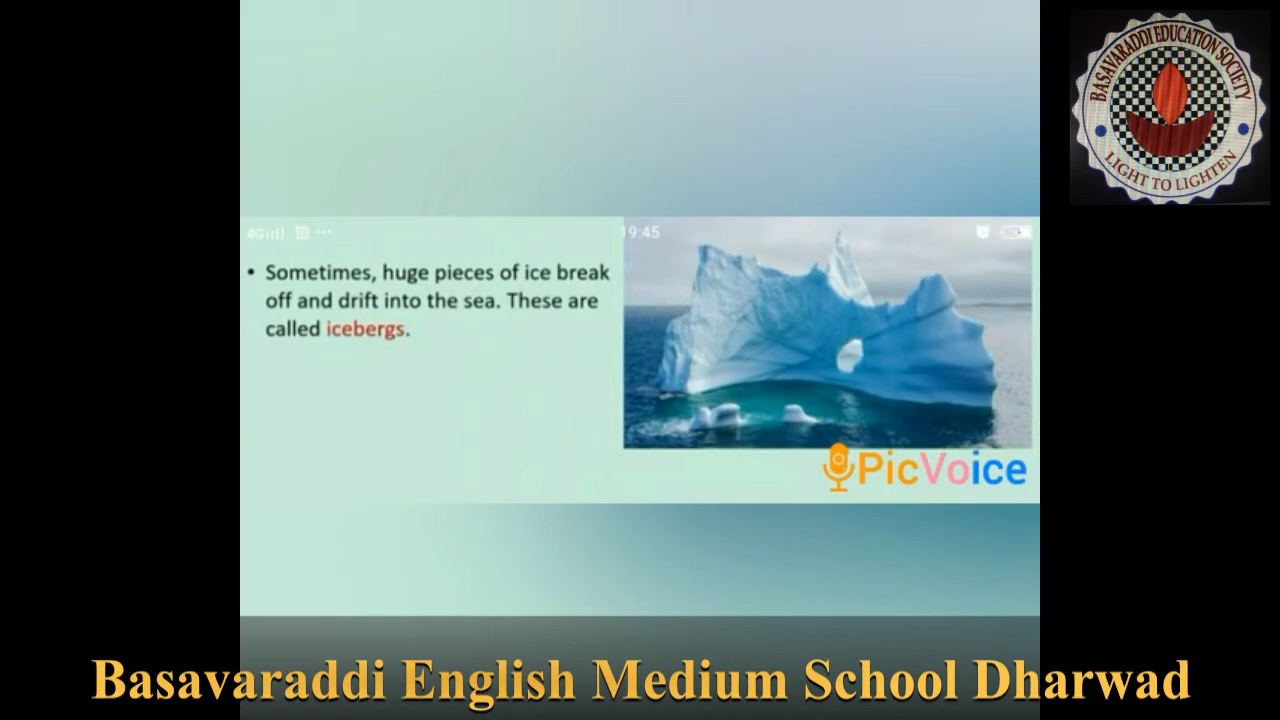 BASAVARADDI EDUCATION SOCIETY
LIGHT TO LIGHTEN
4G
19:45
• Sometimes, huge pieces of ice break
off and drift into the sea. These are
called icebergs.
PicVoice
Basavaraddi English Medium School Dharwad